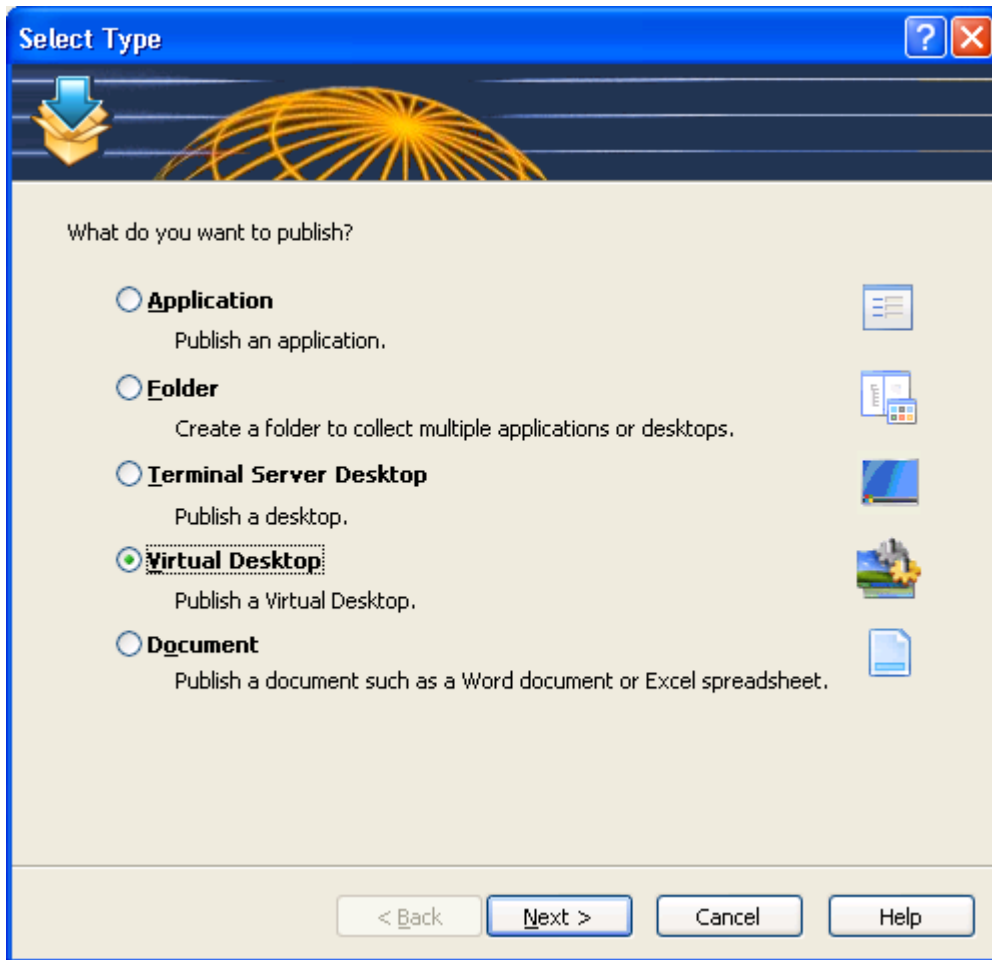 Select Type
What do you want to publish?
Application
Publish an application.
Folder
Create a folder to collect multiple applications or desktops.
Terminal Server Desktop
Publish a desktop.
Virtual Desktop
Publish a Virtual Desktop.
Document
Publish a document such as a Word document or Excel spreadsheet.
< Back Next > Cancel Help